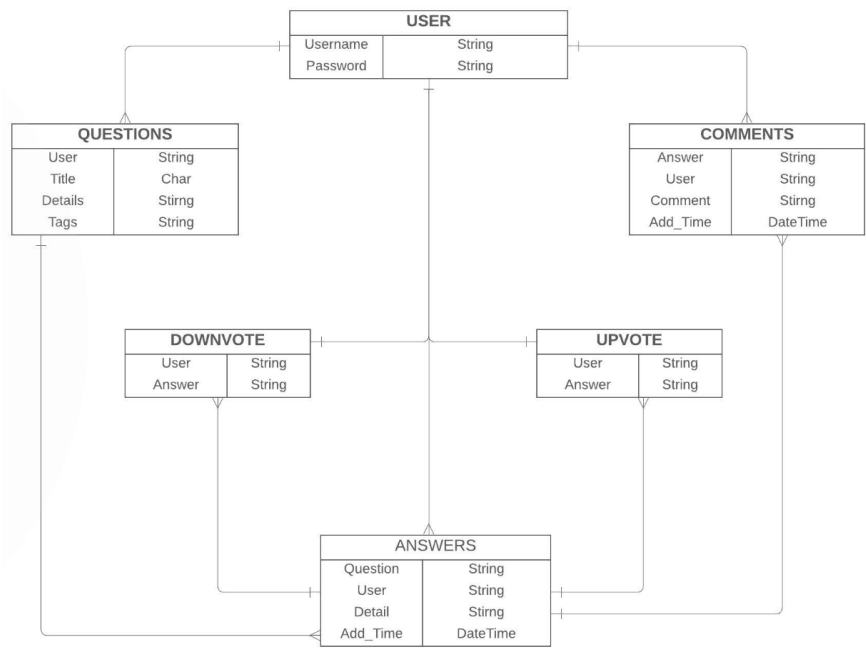 USER
Username String
Password String
QUESTIONS
User String
Title Char
Details Stirng
Tags String
COMMENTS
Answer String
User String
Comment Stirng
Add_Time DateTime
DOWNVOTE
User String
Answer String
UPVOTE
User String
Answer String
ANSWERS
Question String
User String
Detail Stirng
Add_Time DateTime